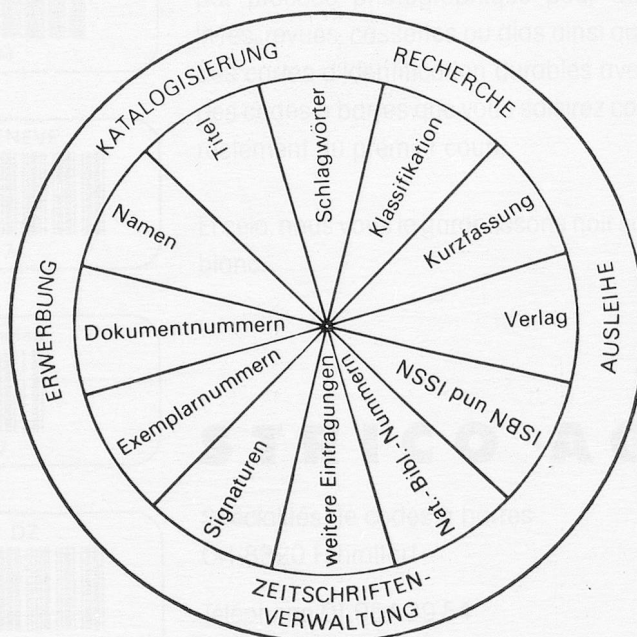 KATALOGISIERUNG
RECHERCHE
AUSLEIHE
ZEITSCHRIFTEN-
VERWALTUNG
ERWERBUNG
Titel
Schlagwörter
Klassifikation
Kurzfassung
Verlag
ISBN und ISSN
Nat.-Bibl.-Nummern
weitere Eintragungen
Signaturen
Exemplarnummern
Dokumentnummern
Namen